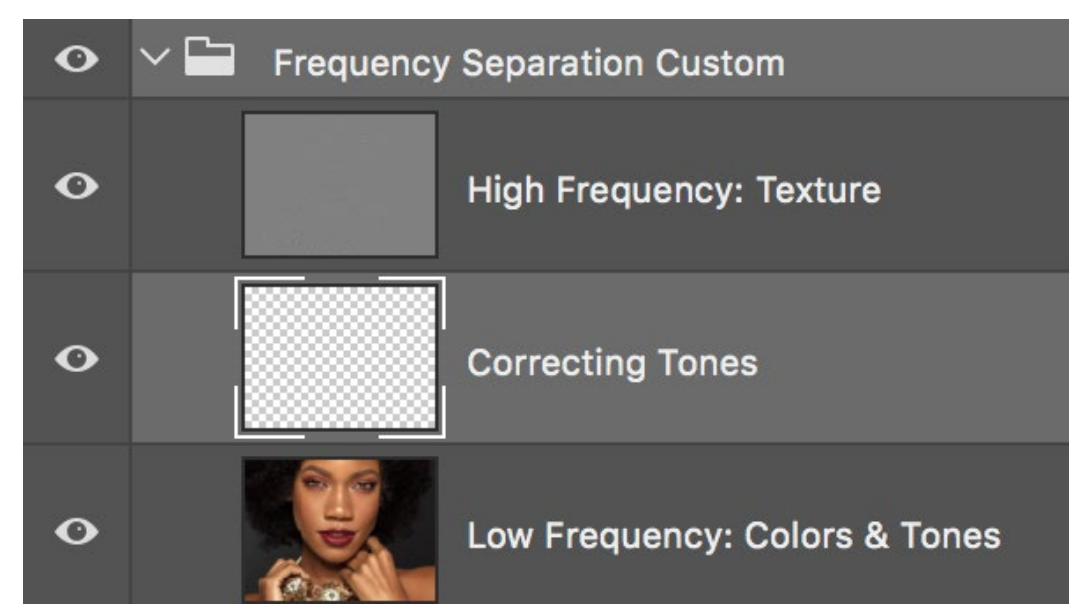 Frequency Separation Custom
High Frequency: Texture
Correcting Tones
Low Frequency: Colors & Tones